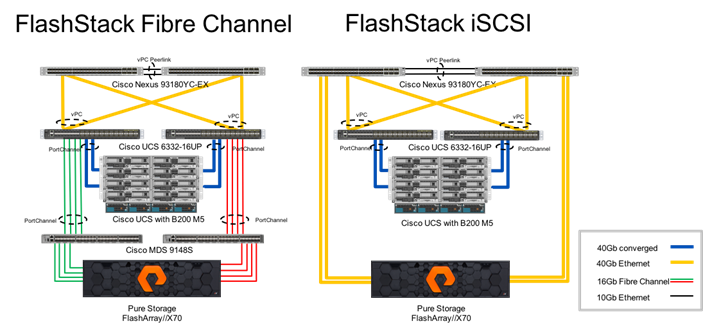 FlashStack Fibre Channel
vPC Peerlink
Cisco Nexus 93180YC-EX
vPC
vPC
Cisco UCS 6332-16UP
PortChannel
PortChannel
Cisco UCS with B200 M5
PortChannel
PortChannel
Cisco MDS 9148S
Pure Storage
FlashArray//X70
FlashStack iSCSI
vPC Peerlink
Cisco Nexus 93180YC-EX
vPC
vPC
Cisco UCS 6332-16UP
PortChannel
PortChannel
Cisco UCS with B200 M5
Pure Storage
FlashArray//X70
40Gb converged
40Gb Ethernet
16Gb Fibre Channel
10Gb Ethernet